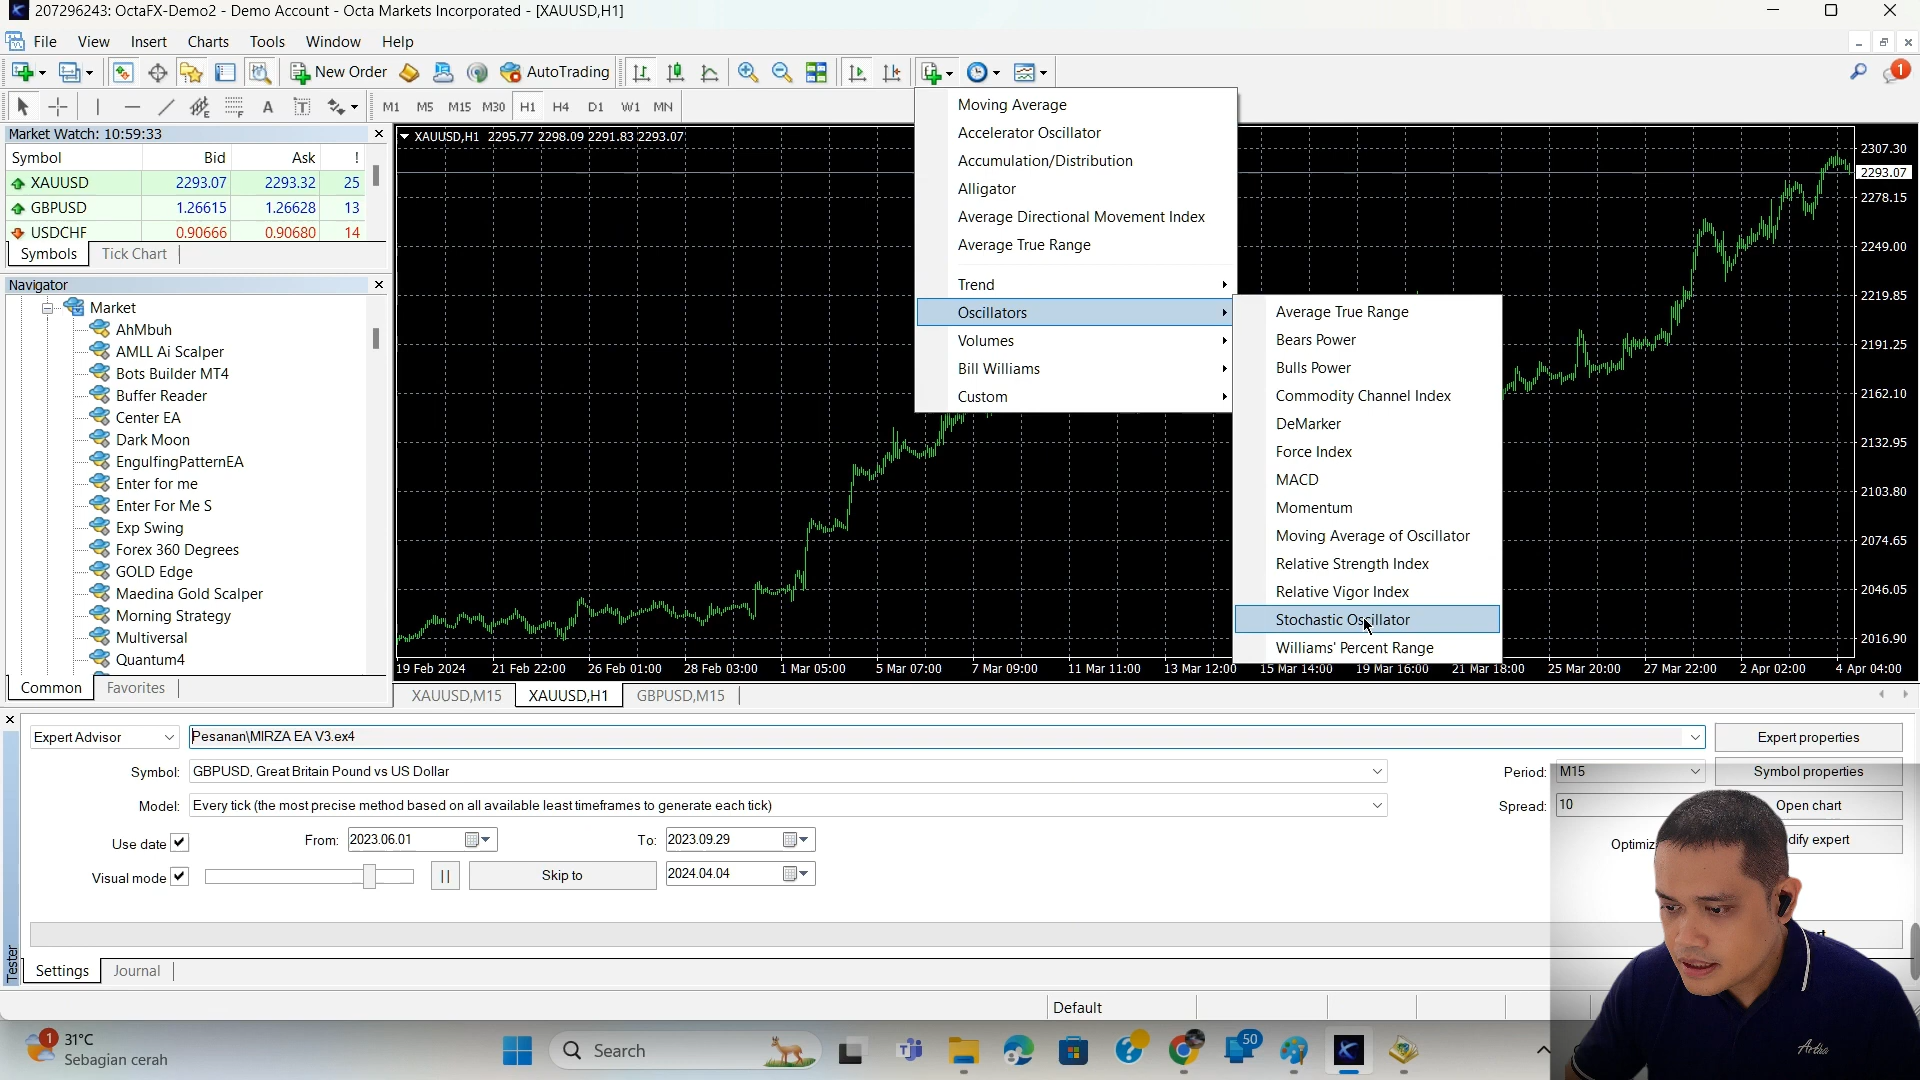 207296243: OctaFX-Demo2 - Demo Account - Octa Markets Incorporated - [XAUUSD,H1]
File View Insert Charts Tools Window Help
New Order AutoTrading
1
A T M1 M5 M15 M30 H1 H4 D1 W1 MN
Market Watch: 10:59:33
Symbol Bid Ask !
XAUUSD 2293.07 2293.32 25
GBPUSD 1.26615 1.26628 13
USDCHF 0.90666 0.90680 14
Symbols Tick Chart
Navigator
Market
AhMbuh
AMLL Ai Scalper
Bots Builder MT4
Buffer Reader
Center EA
Dark Moon
EngulfingPatternEA
Enter for me
Enter For Me S
Exp Swing
Forex 360 Degrees
GOLD Edge
Maedina Gold Scalper
Morning Strategy
Multiversal
Quantum4
Common Favorites
XAUUSD,H1 2295.77 2298.09 2291.83 2293.07
Moving Average
Accelerator Oscillator
Accumulation/Distribution
Alligator
Average Directional Movement Index
Average True Range
Trend
Oscillators
Volumes
Bill Williams
Custom
Average True Range
Bears Power
Bulls Power
Commodity Channel Index
DeMarker
Force Index
MACD
Momentum
Moving Average of Oscillator
Relative Strength Index
Relative Vigor Index
Stochastic Oscillator
Williams' Percent Range
2307.30
2293.07
2278.15
2249.00
2219.85
2191.25
2162.10
2132.95
2103.80
2074.65
2046.05
2016.90
19 Feb 2024 21 Feb 22:00 26 Feb 01:00 28 Feb 03:00 1 Mar 05:00 5 Mar 07:00 7 Mar 09:00 11 Mar 11:00 13 Mar 12:00 15 Mar 14:00 19 Mar 16:00 21 Mar 18:00 25 Mar 20:00 27 Mar 22:00 2 Apr 02:00 4 Apr 04:00
XAUUSD,M15 XAUUSD,H1 GBPUSD,M15
Expert Advisor Pesanan\MIRZA EA V3.ex4 Expert properties
Symbol: GBPUSD, Great Britain Pound vs US Dollar Period: M15 Symbol properties
Model: Every tick (the most precise method based on all available least timeframes to generate each tick) Spread: 10 Open chart
Use date From: 2023.06.01 To: 2023.09.29 Optimiz dify expert
Visual mode Skip to 2024.04.04
Tester
Settings Journal
Default
1 31°C
Sebagian cerah
Search
50